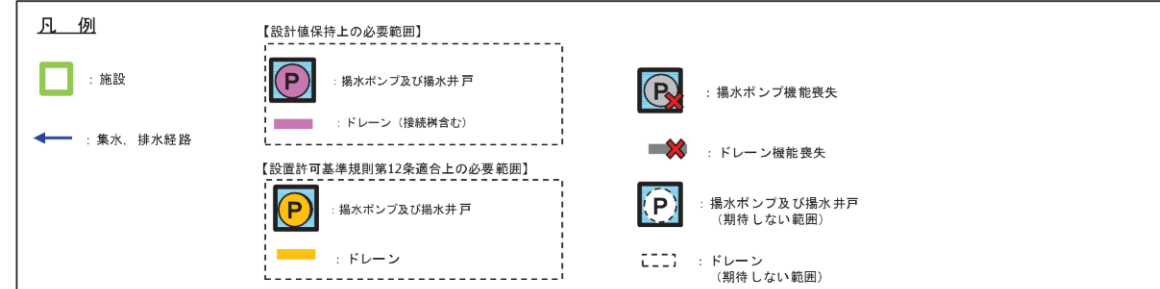 凡 例
: 施設
: 集水, 排水経路
【設計値保持上の必要範囲】
P
: 揚水ポンプ及び揚水井戸
: ドレーン (接続桝含む)
【設置許可基準規則第12条適合上の必要範囲】
P
: 揚水ポンプ及び揚水井戸
: ドレーン
P
: 揚水ポンプ機能喪失
: ドレーン機能喪失
P
: 揚水ポンプ及び揚水井戸
(期待しない範囲)
: ドレーン
(期待しない範囲)